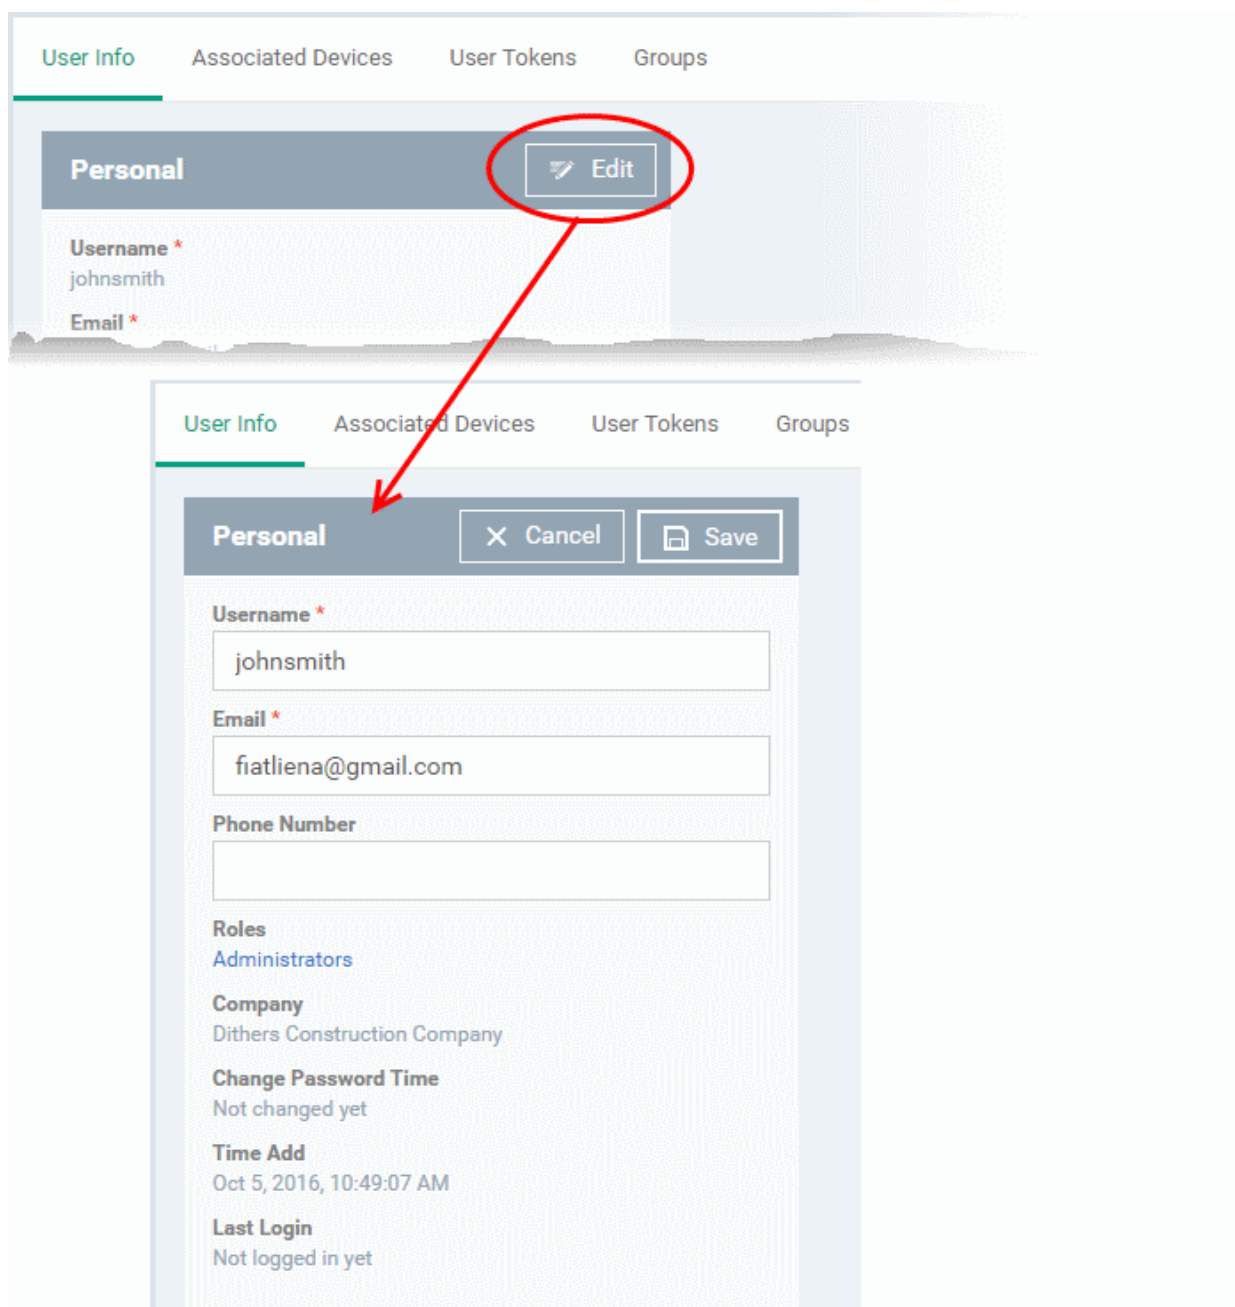 User Info Associated Devices User Tokens Groups
Personal Edit
Username *
johnsmith
Email *
User Info Associated Devices User Tokens Groups
Personal Cancel Save
Username *
johnsmith
Email *
fiatliena@gmail.com
Phone Number
Roles
Administrators
Company
Dithers Construction Company
Change Password Time
Not changed yet
Time Add
Oct 5, 2016, 10:49:07 AM
Last Login
Not logged in yet